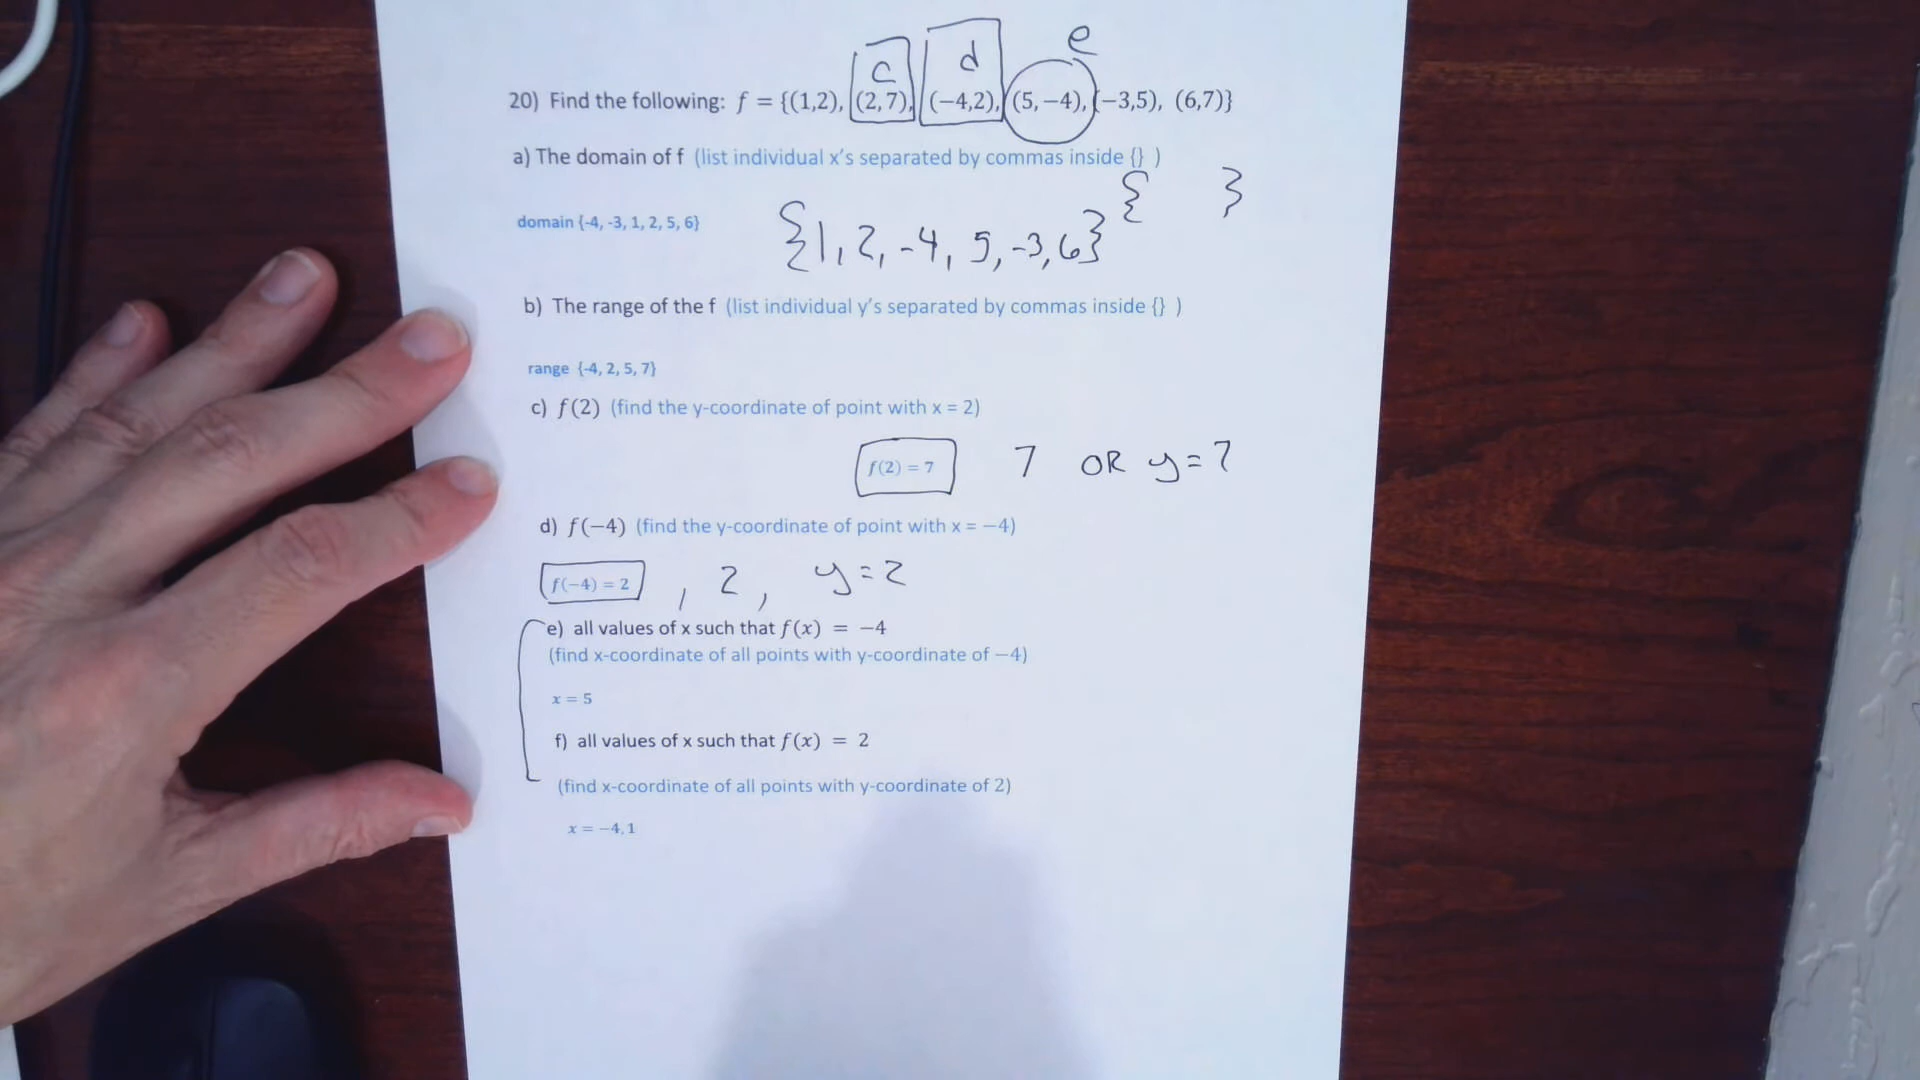 c d e
20) Find the following: f = {(1,2), (2,7), (−4,2), (5,−4), (−3,5), (6,7)}
a) The domain of f (list individual x's separated by commas inside {} )
{ }
domain {-4, -3, 1, 2, 5, 6} {1, 2, -4, 5, -3, 6}
b) The range of the f (list individual y's separated by commas inside {} )
range {-4, 2, 5, 7}
c) f(2) (find the y-coordinate of point with x = 2)
f(2) = 7 7 OR y = 7
d) f(−4) (find the y-coordinate of point with x = −4)
f(−4) = 2 , 2 , y = 2
e) all values of x such that f(x) = −4
(find x-coordinate of all points with y-coordinate of −4)
x = 5
f) all values of x such that f(x) = 2
(find x-coordinate of all points with y-coordinate of 2)
x = −4, 1